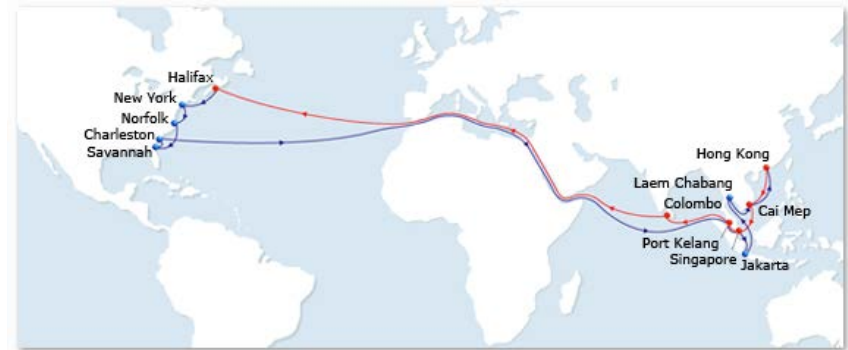 Halifax
New York
Norfolk
Charleston
Savannah
Hong Kong
Laem Chabang
Colombo
Cai Mep
Port Kelang
Singapore
Jakarta